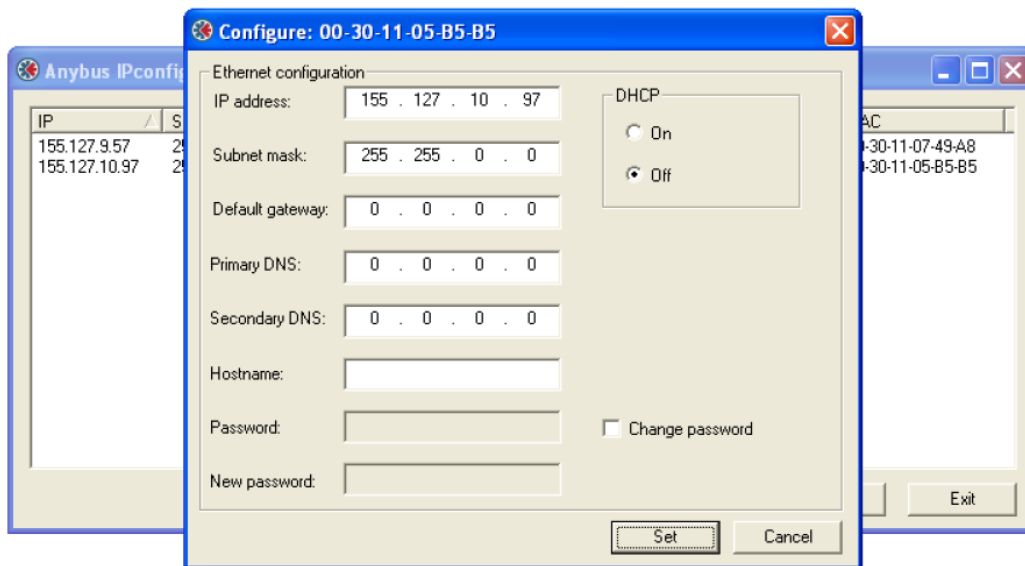 Configure: 00-30-11-05-B5-B5
Anybus IPconfig
Ethernet configuration
IP address: 155 . 127 . 10 . 97
DHCP
On
Off
Subnet mask: 255 . 255 . 0 . 0
Default gateway: 0 . 0 . 0 . 0
Primary DNS: 0 . 0 . 0 . 0
Secondary DNS: 0 . 0 . 0 . 0
Hostname:
Password:
Change password
New password:
Set Cancel
IP
155.127.9.57
155.127.10.97
-30-11-07-49-A8
-30-11-05-B5-B5
Exit